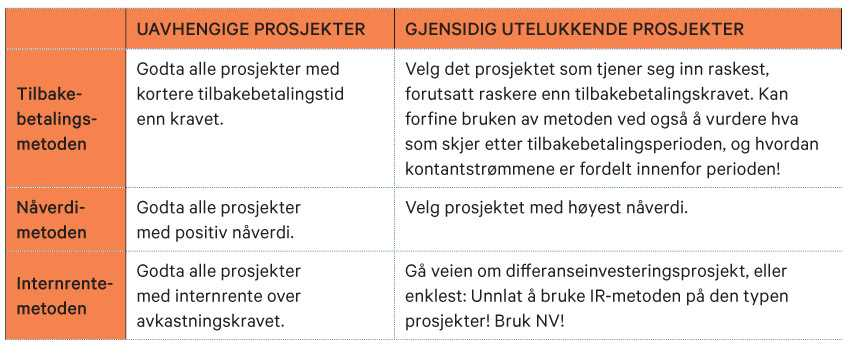 UAVHENGIGE PROSJEKTER
GJENSIDIG UTELUKKENDE PROSJEKTER
Tilbake-
betalings-
metoden
Godta alle prosjekter med
kortere tilbakebetalingstid
enn kravet.
Velg det prosjektet som tjener seg inn raskest,
forutsatt raskere enn tilbakebetalingskravet. Kan
forfine bruken av metoden ved også å vurdere hva
som skjer etter tilbakebetalingsperioden, og hvordan
kontantstrømmene er fordelt innenfor perioden!
Nåverdi-
metoden
Godta alle prosjekter
med positiv nåverdi.
Velg prosjektet med høyest nåverdi.
Internrente-
metoden
Godta alle prosjekter
med internrente over
avkastningskravet.
Gå veien om differanseinvesteringsprosjekt, eller
enklest: Unnlat å bruke IR-metoden på den typen
prosjekter! Bruk NV!